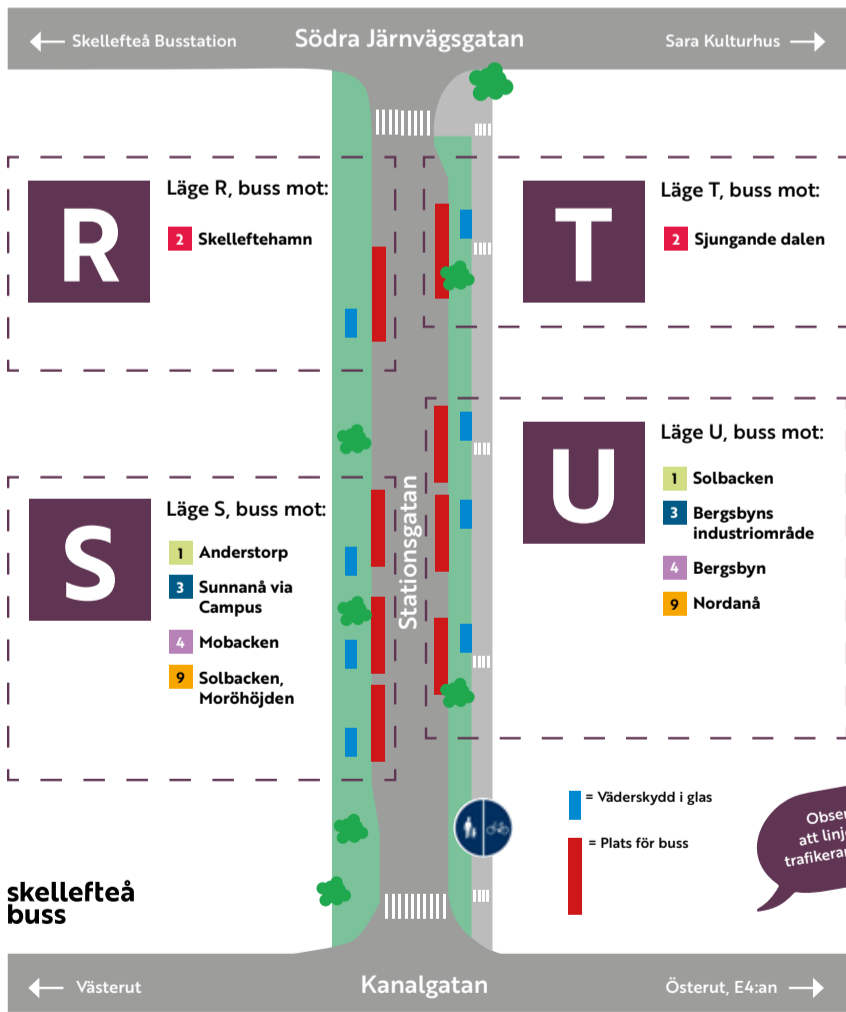 Skellefteå Busstation
Södra Järnvägsgatan
Sara Kulturhus
R
Läge R, buss mot:
2 Skelleftehamn
T
Läge T, buss mot:
2 Sjungande dalen
S
Läge S, buss mot:
1 Anderstorp
3 Sunnanå via
Campus
4 Mobacken
9 Solbacken,
Moröhöjden
Stationsgatan
U
Läge U, buss mot:
1 Solbacken
3 Bergsbyns
industriområde
4 Bergsbyn
9 Nordanå
= Väderskydd i glas
= Plats för buss
att
skellefteå
buss
Västerut
Kanalgatan
Österut, E4:an